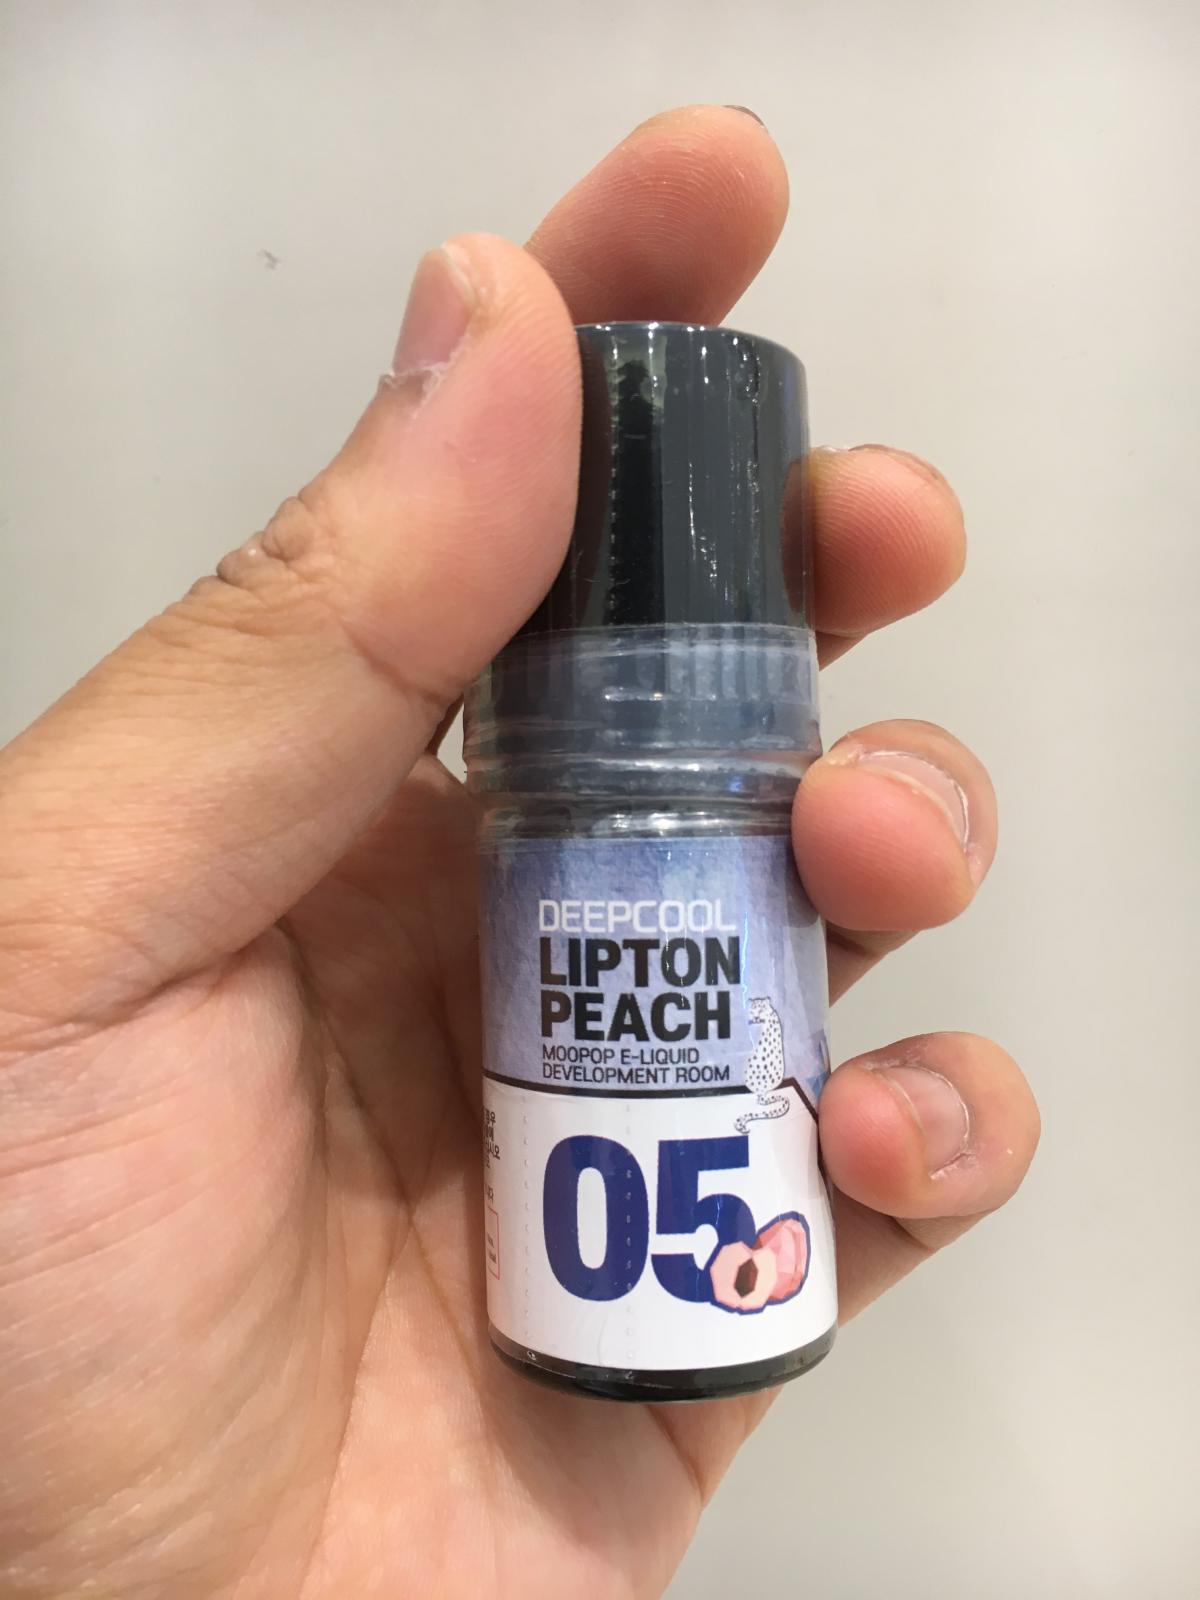 DEEPCOOL
LIPTON
PEACH
MOOPOP E-LIQUID
DEVELOPMENT ROOM
05